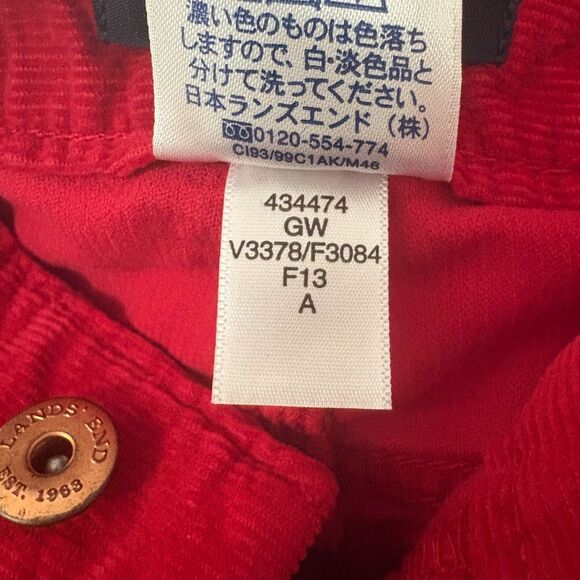 濃い色のものは色落ち
しますので、白・淡色品と
分けて洗ってください。
日本ランズエンド(株)
0120-554-774
CI93/99C1AK/M46
434474
GW
V3378/F3084
F13
A
LANDS' END
EST. 1963